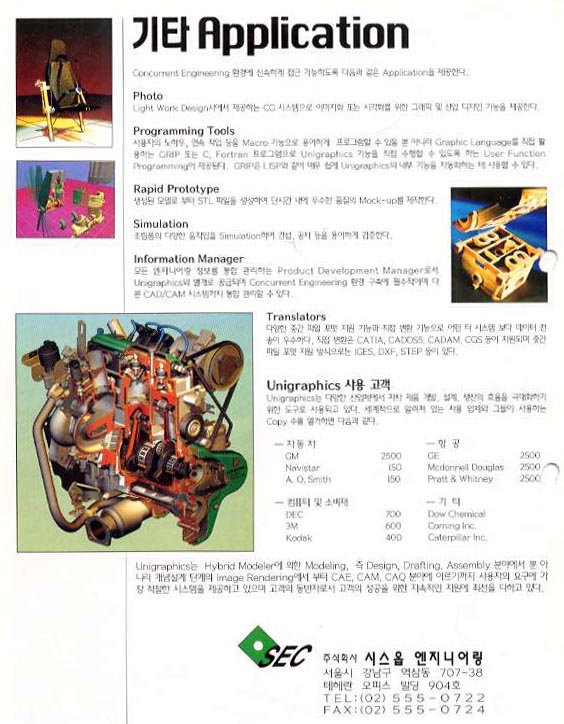 기타 Application
Concurrent Engineering 환경에 신속하게 접근 가능하도록 다음과 같은 Application을 제공한다.
Photo
Light Work Design사에서 제공하는 CG 시스템으로 이미지화 또는 시각화를 위한 그래픽 및 산업 디자인 기능을 제공한다.
Programming Tools
사용자의 노하우, 연속 작업 등을 Macro 기능으로 용이하게 프로그램할 수 있을 뿐 아니라 Graphic Language를 직접 활
용하는 GRIP 또는 C, Fortran 프로그램으로 Unigraphics 기능을 직접 수행할 수 있도록 하는 User Function
Programming이 제공된다. GRIP은 LISP와 같이 매우 쉽게 Unigraphics의 내부 기능을 자동화하는 데 사용할 수 있다.
Rapid Prototype
생성된 모델로 부터 STL 파일을 생성하여 단시간 내에 우수한 품질의 Mock-up를 제작한다.
Simulation
조립품의 다양한 움직임을 Simulation하여 간섭, 공차 등을 용이하게 검증한다.
Information Manager
모든 엔지니어링 정보를 통합 관리하는 Product Development Manager로서
Unigraphics와 별개로 공급되며 Concurrent Engineering 환경 구축에 필수적이며 다
른 CAD/CAM 시스템까지 통합 관리할 수 있다.
Translators
다양한 중간 파일 포맷 지원 기능과 직접 변환 기능으로 어떤 타 시스템 보다 데이터 전
송이 우수하다. 직접 변환은 CATIA, CADDS5, CADAM, CGS 등이 지원되며 중간
파일 포맷 지원 방식으로는 IGES, DXF, STEP 등이 있다.
Unigraphics 사용 고객
Unigraphics는 다양한 산업체에서 자사 제품 개발, 설계, 생산의 효율을 극대화하기
위한 도구로 사용되고 있다. 세계적으로 알려져 있는 사용 업체와 그들이 사용하는
Copy 수를 열거하면 다음과 같다.
— 자동차
GM 2500
Navistar 150
A. O. Smith 150
— 항공
GE 2500
Mcdonnell Douglas 2500
Pratt & Whitney 2500
— 컴퓨터 및 소비재
DEC 700
3M 600
Kodak 400
— 기타
Dow Chemical
Corning Inc.
Caterpillar Inc.
Unigraphics는 Hybrid Modeler에 의한 Modeling, 즉 Design, Drafting, Assembly 분야에서 뿐 아
니라 개념설계 단계의 Image Rendering에서 부터 CAE, CAM, CAQ 분야에 이르기까지 사용자의 요구에 가
장 적절한 시스템을 제공하고 있으며 고객의 동반자로서 고객의 성공을 위한 지속적인 지원에 최선을 다하고 있다.
SEC
주식회사 시스옵 엔지니어링
서울시 강남구 역삼동 707-38
테헤란 오피스 빌딩 904호
TEL:(02) 555-0722
FAX:(02) 555-0724